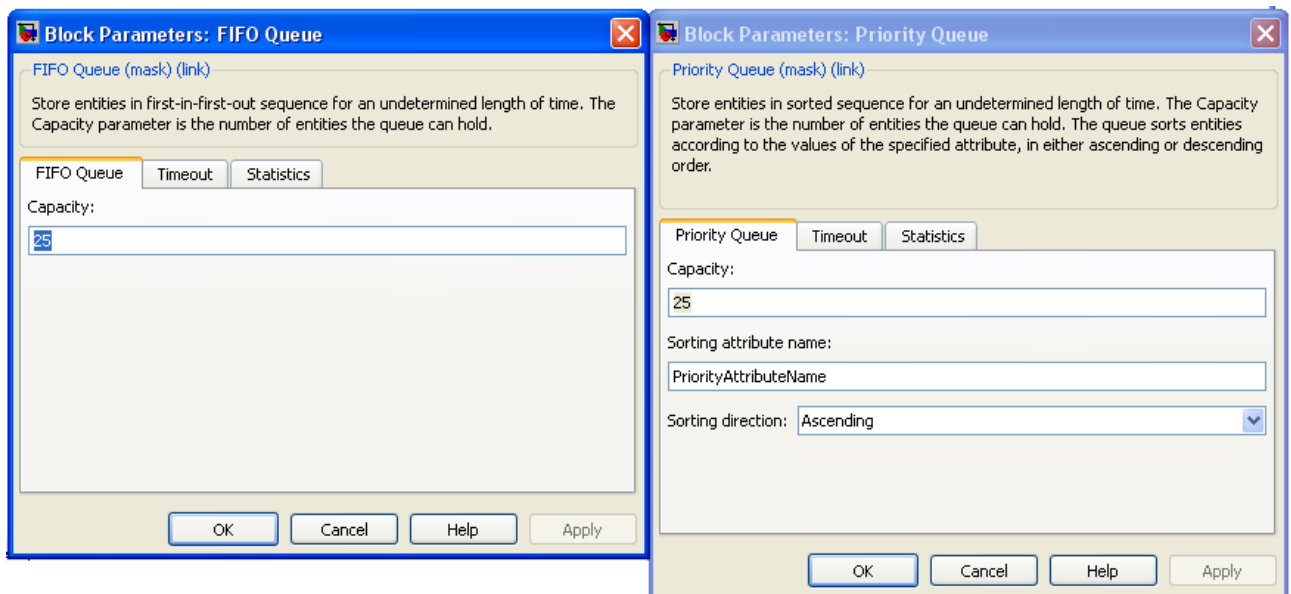 Block Parameters: FIFO Queue
FIFO Queue (mask) (link)
Store entities in first-in-first-out sequence for an undetermined length of time. The
Capacity parameter is the number of entities the queue can hold.
FIFO Queue
Timeout
Statistics
Capacity:
25
OK
Cancel
Help
Apply
Block Parameters: Priority Queue
Priority Queue (mask) (link)
Store entities in sorted sequence for an undetermined length of time. The Capacity
parameter is the number of entities the queue can hold. The queue sorts entities
according to the values of the specified attribute, in either ascending or descending
order.
Priority Queue
Timeout
Statistics
Capacity:
25
Sorting attribute name:
PriorityAttributeName
Sorting direction: Ascending
OK
Cancel
Help
Apply